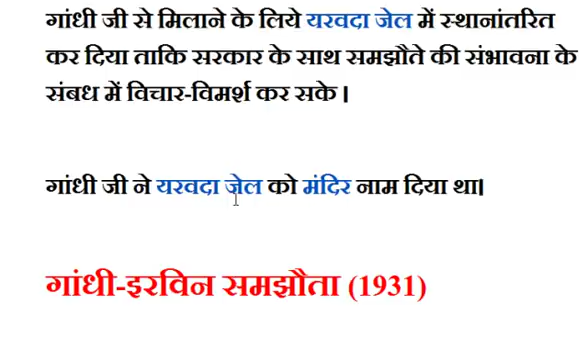 गांधी जी से मिलाने के लिये यरवदा जेल में स्थानांतरित
कर दिया ताकि सरकार के साथ समझौते की संभावना के
संबध में विचार-विमर्श कर सके।
गांधी जी ने यरवदा जेल को मंदिर नाम दिया था।
गांधी-इरविन समझौता (1931)